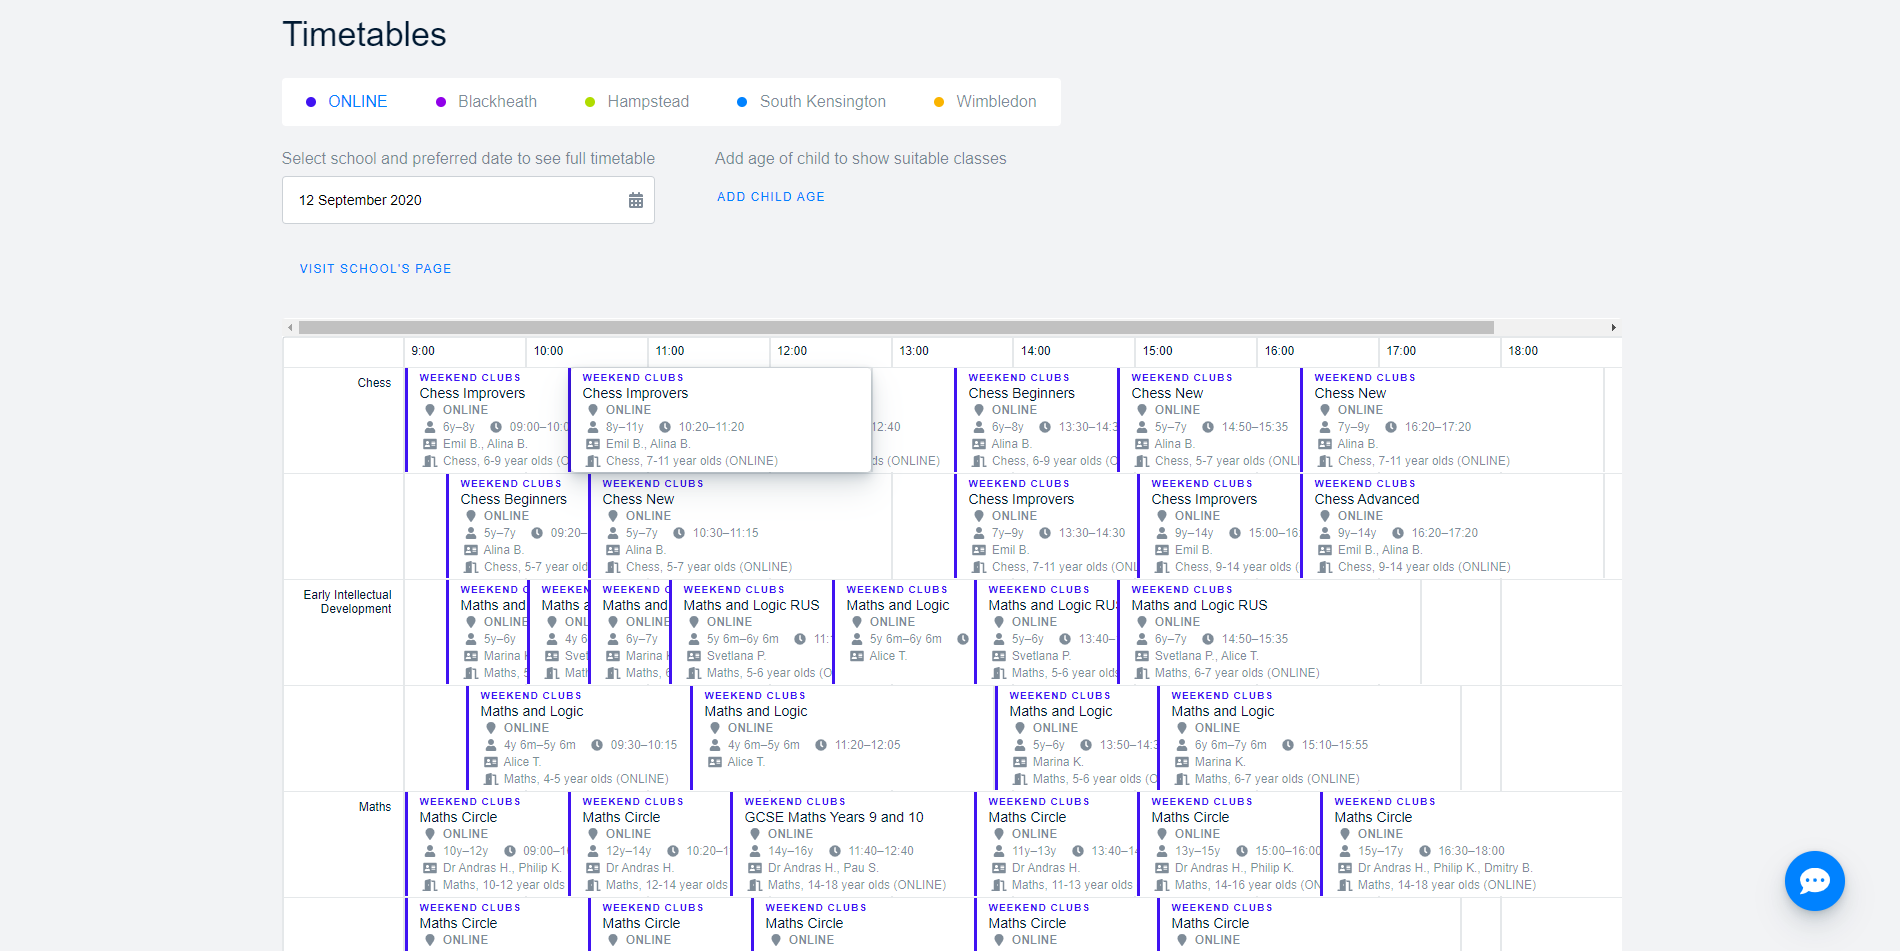 Timetables
ONLINE
Blackheath
Hampstead
South Kensington
Wimbledon
Select school and preferred date to see full timetable
Add age of child to show suitable classes
12 September 2020
ADD CHILD AGE
VISIT SCHOOL'S PAGE
9:00 10:00 11:00 12:00 13:00 14:00 15:00 16:00 17:00 18:00
Chess
WEEKEND CLUBS
Chess Improvers
ONLINE
6y–8y 09:00–10:0
Emil B., Alina B.
Chess, 6-9 year olds (O
WEEKEND CLUBS
Chess Improvers
ONLINE
8y–11y 10:20–11:20
Emil B., Alina B.
Chess, 7-11 year olds (ONLINE)
12:40
ds (ONLINE)
WEEKEND CLUBS
Chess Beginners
ONLINE
6y–8y 13:30–14:3
Alina B.
Chess, 6-9 year olds (O
WEEKEND CLUBS
Chess New
ONLINE
5y–7y 14:50–15:35
Alina B.
Chess, 5-7 year olds (ONLI
WEEKEND CLUBS
Chess New
ONLINE
7y–9y 16:20–17:20
Alina B.
Chess, 7-11 year olds (ONLINE)
WEEKEND CLUBS
Chess Beginners
ONLINE
5y–7y 09:20–
Alina B.
Chess, 5-7 year old
WEEKEND CLUBS
Chess New
ONLINE
5y–7y 10:30–11:15
Alina B.
Chess, 5-7 year olds (ONLINE)
WEEKEND CLUBS
Chess Improvers
ONLINE
7y–9y 13:30–14:30
Emil B.
Chess, 7-11 year olds (ONL
WEEKEND CLUBS
Chess Improvers
ONLINE
9y–14y 15:00–16
Emil B.
Chess, 9-14 year olds (
WEEKEND CLUBS
Chess Advanced
ONLINE
9y–14y 16:20–17:20
Emil B., Alina B.
Chess, 9-14 year olds (ONLINE)
Early Intellectual
Development
WEEKEND C
Maths and
ONLINE
5y–6y
Marina K
Maths, 5
WEEKEN
Maths a
ONL
4y 6
Svet
Math
WEEKEND C
Maths and
ONLINE
6y–7y
Marina K
Maths, 6
WEEKEND CLUBS
Maths and Logic RUS
ONLINE
5y 6m–6y 6m 11:
Svetlana P.
Maths, 5-6 year olds (O
WEEKEND CLUBS
Maths and Logic
ONLINE
5y 6m–6y 6m
Alice T.
WEEKEND CLUBS
Maths and Logic RU
ONLINE
5y–6y 13:40–
Svetlana P.
Maths, 5-6 year olds
WEEKEND CLUBS
Maths and Logic RUS
ONLINE
6y–7y 14:50–15:35
Svetlana P., Alice T.
Maths, 6-7 year olds (ONLINE)
WEEKEND CLUBS
Maths and Logic
ONLINE
4y 6m–5y 6m 09:30–10:15
Alice T.
Maths, 4-5 year olds (ONLINE)
WEEKEND CLUBS
Maths and Logic
ONLINE
4y 6m–5y 6m 11:20–12:05
Alice T.
WEEKEND CLUBS
Maths and Logic
ONLINE
5y–6y 13:50–14:3
Marina K.
Maths, 5-6 year olds (O
WEEKEND CLUBS
Maths and Logic
ONLINE
6y 6m–7y 6m 15:10–15:55
Marina K.
Maths, 6-7 year olds (ONLINE)
Maths
WEEKEND CLUBS
Maths Circle
ONLINE
10y–12y 09:00–1
Dr Andras H., Philip K.
Maths, 10-12 year olds
WEEKEND CLUBS
Maths Circle
ONLINE
12y–14y 10:20–1
Dr Andras H.
Maths, 12-14 year olds
WEEKEND CLUBS
GCSE Maths Years 9 and 10
ONLINE
14y–16y 11:40–12:40
Dr Andras H., Pau S.
Maths, 14-18 year olds (ONLINE)
WEEKEND CLUBS
Maths Circle
ONLINE
11y–13y 13:40–14
Dr Andras H.
Maths, 11-13 year olds
WEEKEND CLUBS
Maths Circle
ONLINE
13y–15y 15:00–16:00
Dr Andras H., Philip K.
Maths, 14-16 year olds (ON
WEEKEND CLUBS
Maths Circle
ONLINE
15y–17y 16:30–18:00
Dr Andras H., Philip K., Dmitry B.
Maths, 14-18 year olds (ONLINE)
WEEKEND CLUBS
Maths Circle
ONLINE
WEEKEND CLUBS
Maths Circle
ONLINE
WEEKEND CLUBS
Maths Circle
ONLINE
WEEKEND CLUBS
Maths Circle
ONLINE
WEEKEND CLUBS
Maths Circle
ONLINE